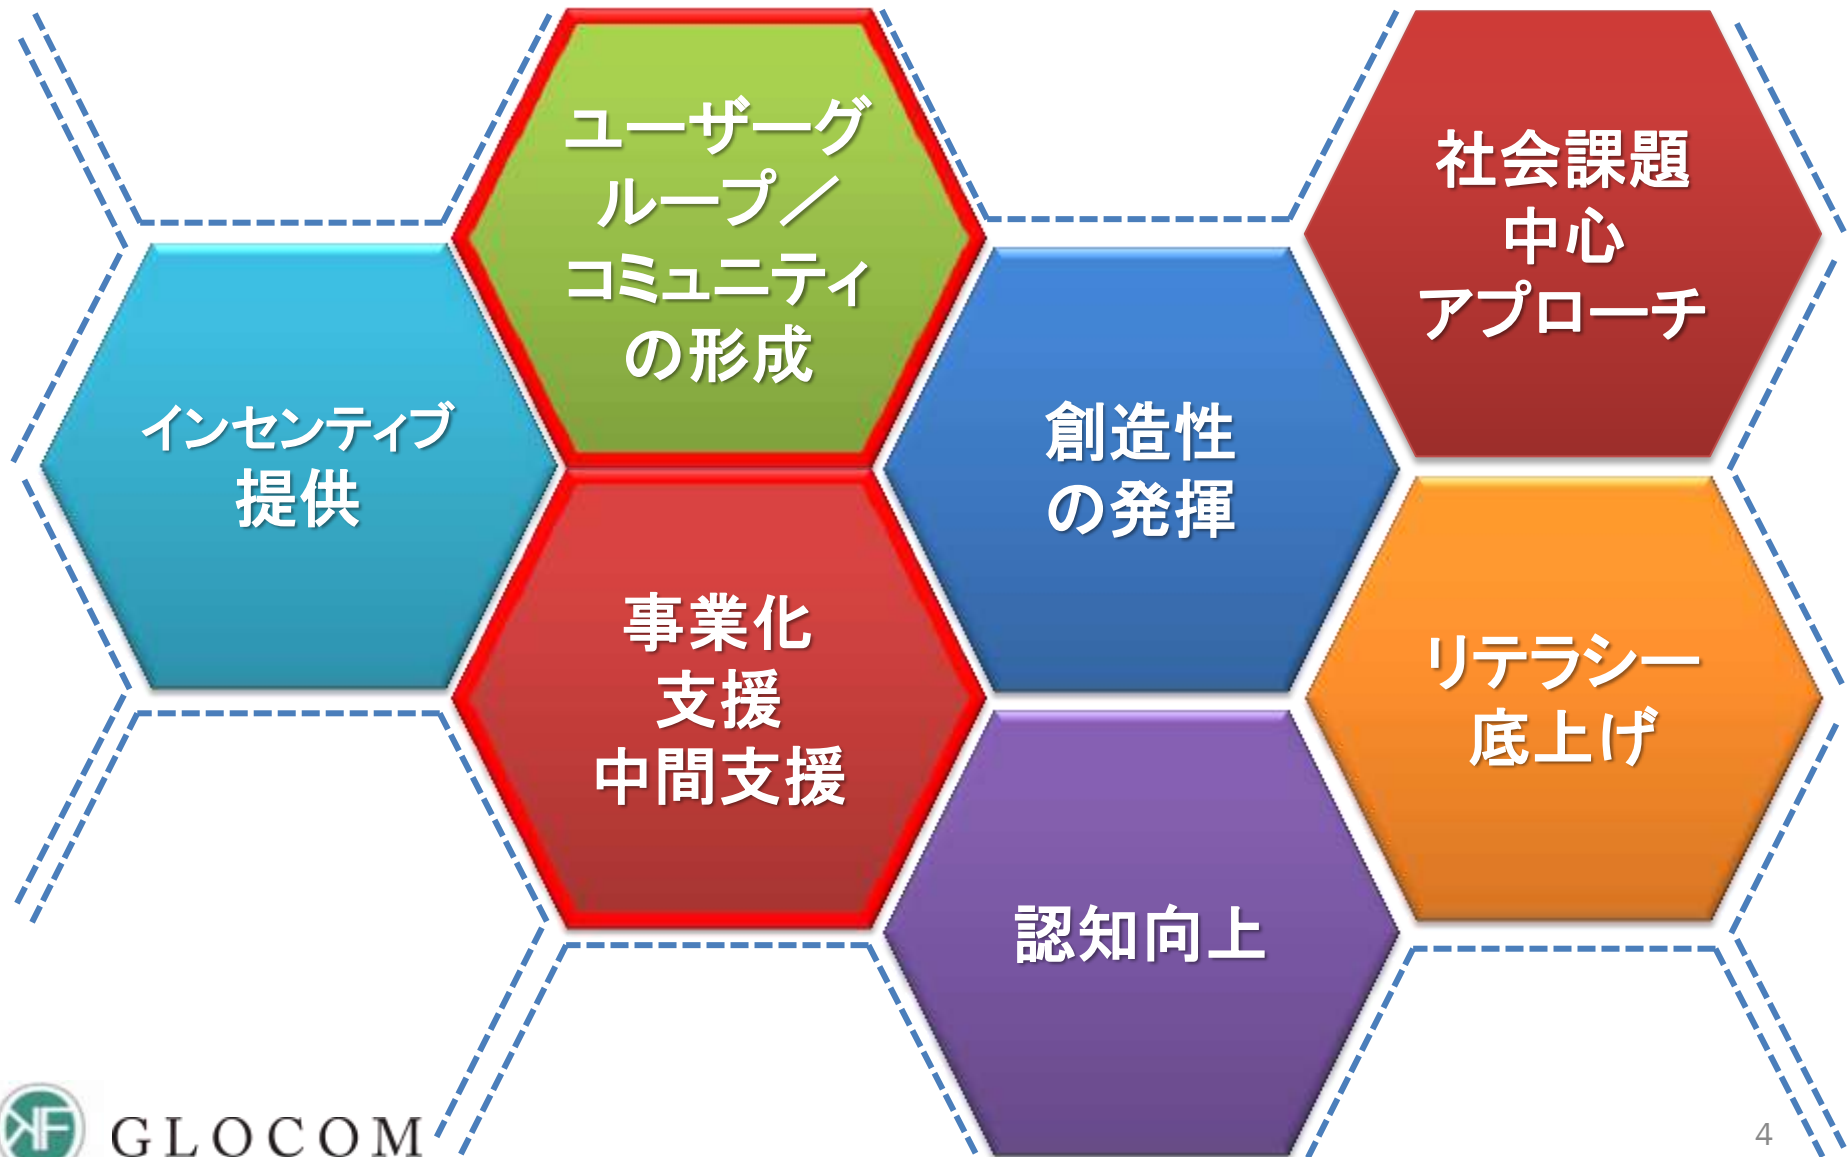 ユーザーグ
ループ／
コミュニティ
の形成
社会課題
中心
アプローチ
インセンティブ
提供
創造性
の発揮
事業化
支援
中間支援
リテラシー
底上げ
認知向上
GLOCOM
4